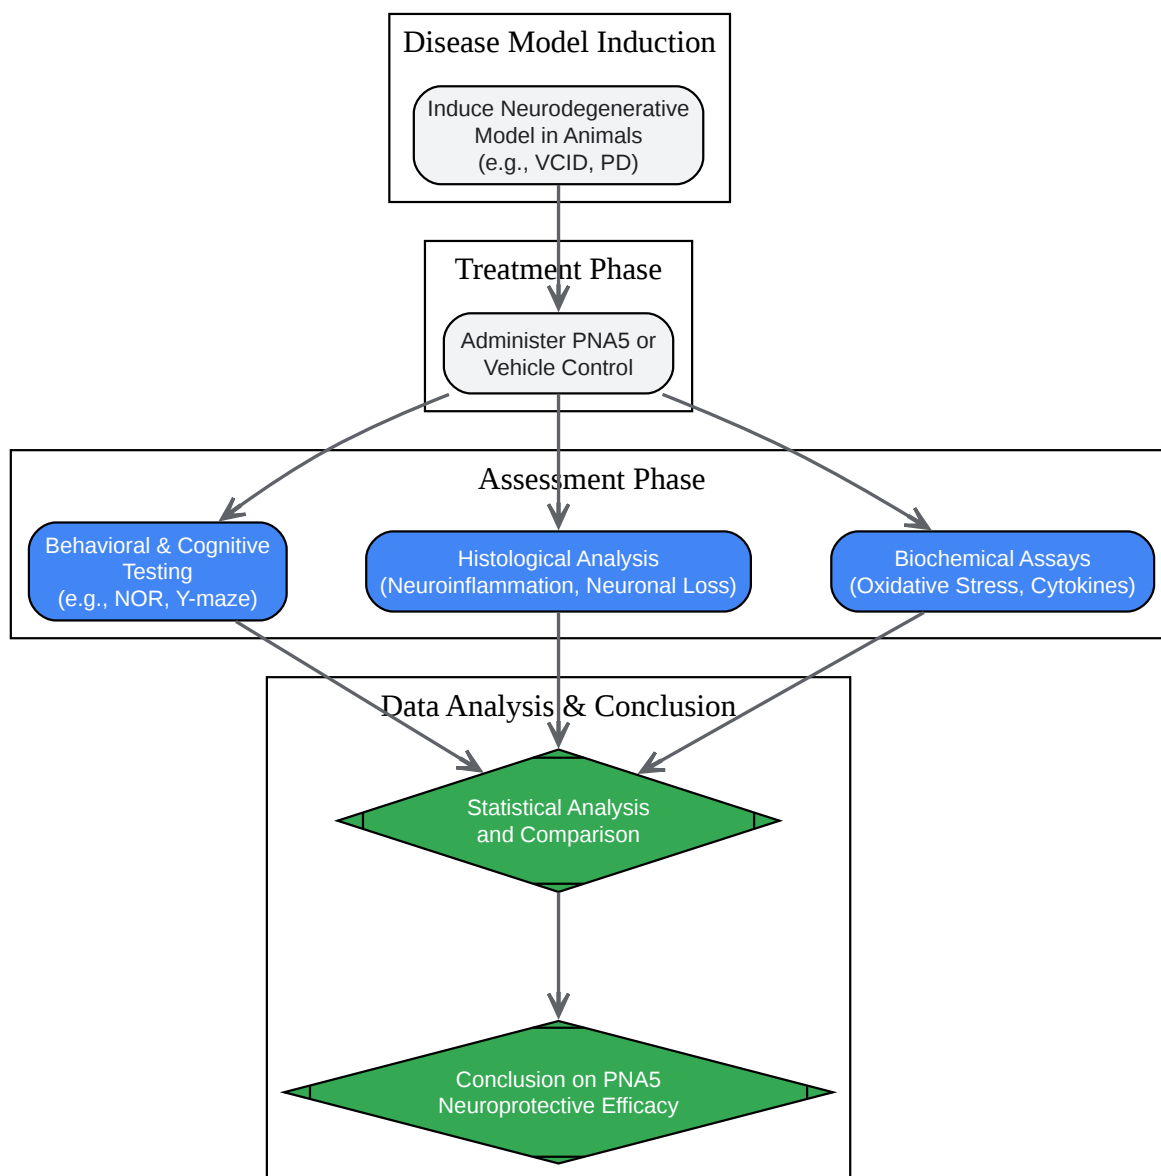 Disease Model Induction
Induce Neurodegenerative
Model in Animals
(e.g., VCID, PD)
Treatment Phase
Administer PNA5 or
Vehicle Control
Assessment Phase
Behavioral & Cognitive
Testing
(e.g., NOR, Y-maze)
Histological Analysis
(Neuroinflammation, Neuronal Loss)
Biochemical Assays
(Oxidative Stress, Cytokines)
Data Analysis & Conclusion
Statistical Analysis
and Comparison
Conclusion on PNA5
Neuroprotective Efficacy